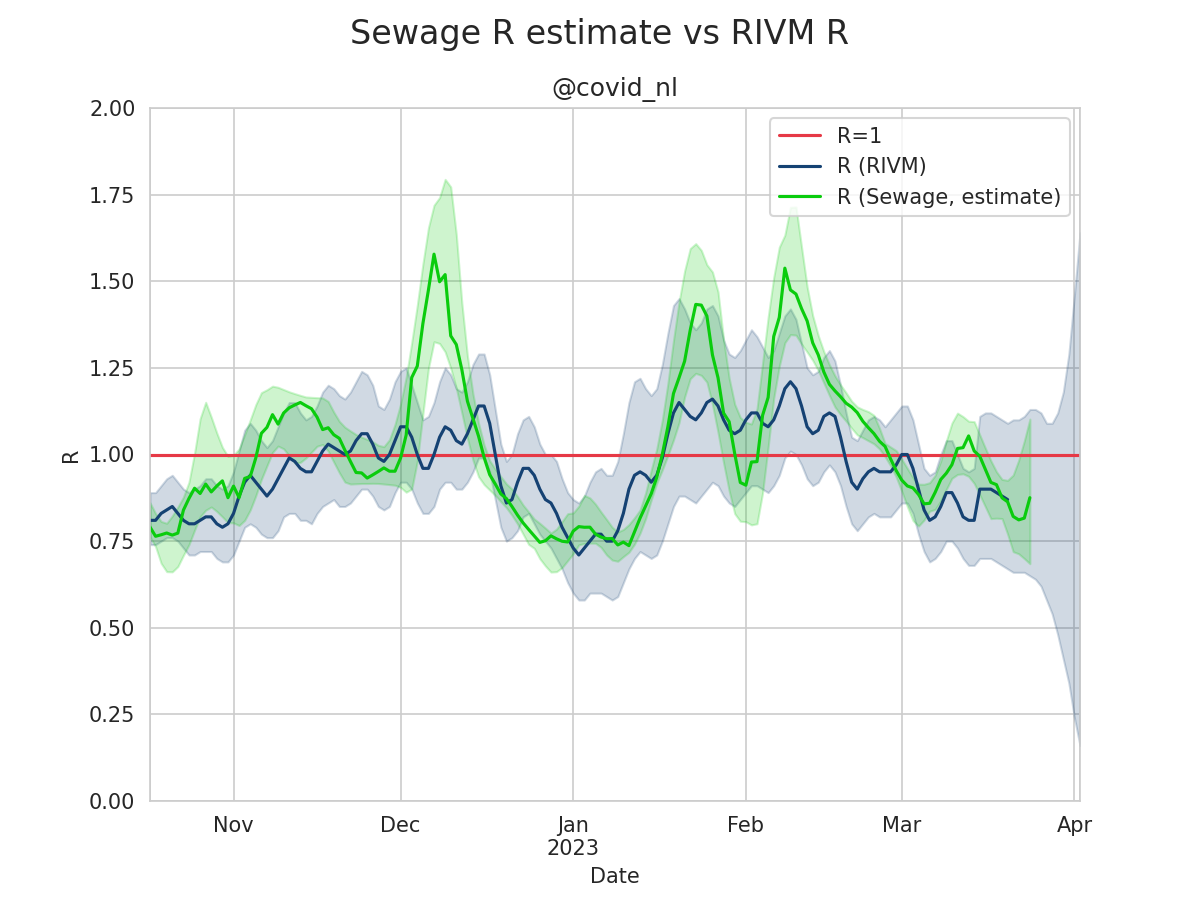 Sewage R estimate vs RIVM R
@covid_nl
R=1
R (RIVM)
R (Sewage, estimate)
2.00
1.75
1.50
1.25
1.00
0.75
0.50
0.25
0.00
R
Nov Dec Jan Feb Mar Apr
2023
Date